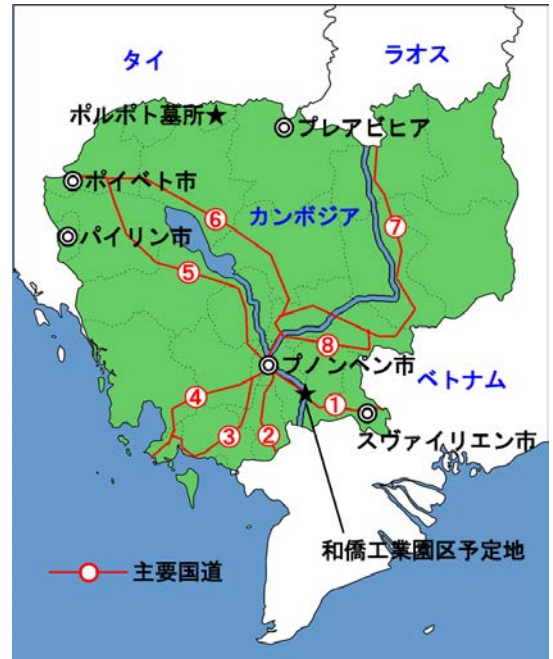 タイ
ラオス
ポルポト墓所★
プレアビヒア
ポイペト市
カンボジア
⑥
⑦
パイリン市
⑤
⑧
プノンペン市
ベトナム
④
①
③
②
スヴァイリエン市
和僑工業園区予定地
主要国道